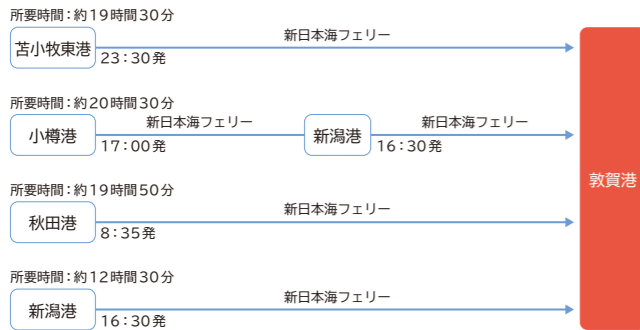 所要時間：約19時間30分
苫小牧東港
新日本海フェリー
23：30発
所要時間：約20時間30分
小樽港
新日本海フェリー
17：00発
新潟港
新日本海フェリー
16：30発
所要時間：約19時間50分
秋田港
新日本海フェリー
8：35発
所要時間：約12時間30分
新潟港
新日本海フェリー
16：30発
敦賀港